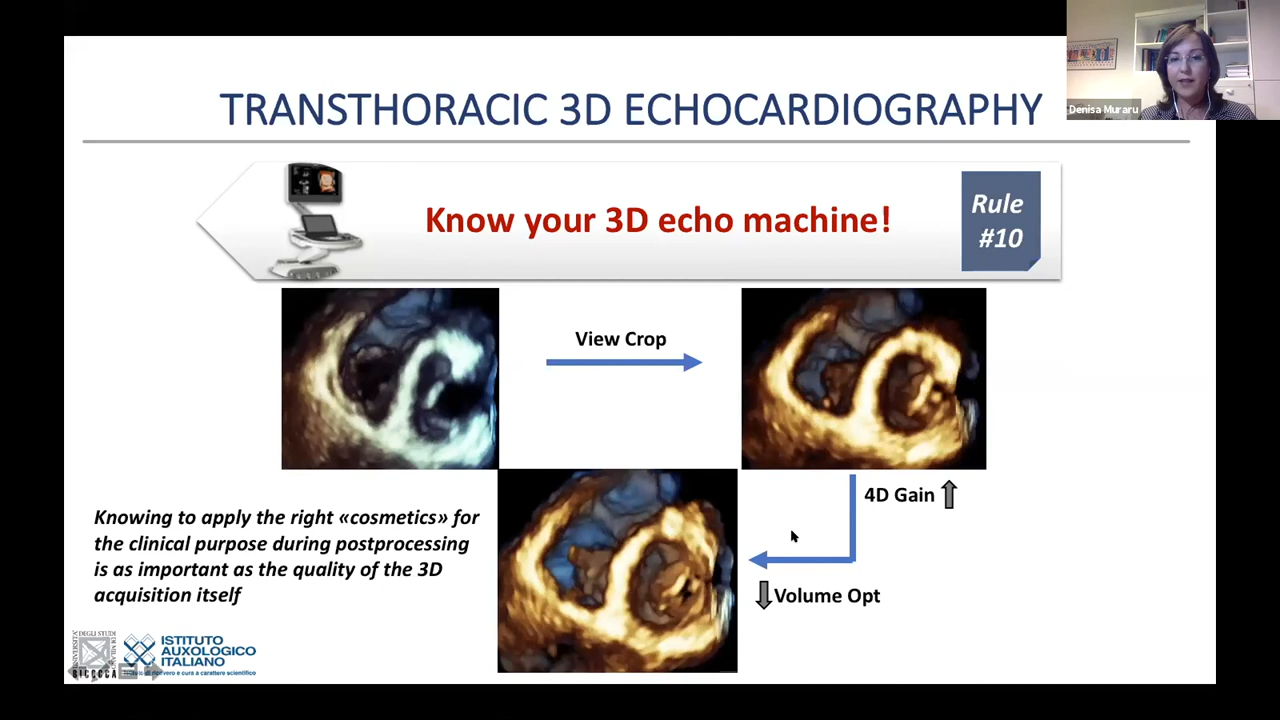 TRANSTHORACIC 3D ECHOCARDIOGRAPHY
Denisa Muraru
Know your 3D echo machine!
Rule
#10
View Crop
4D Gain
Volume Opt
Knowing to apply the right «cosmetics» for
the clinical purpose during postprocessing
is as important as the quality of the 3D
acquisition itself
BICOCCA
ISTITUTO
AUXOLOGICO
ITALIANO